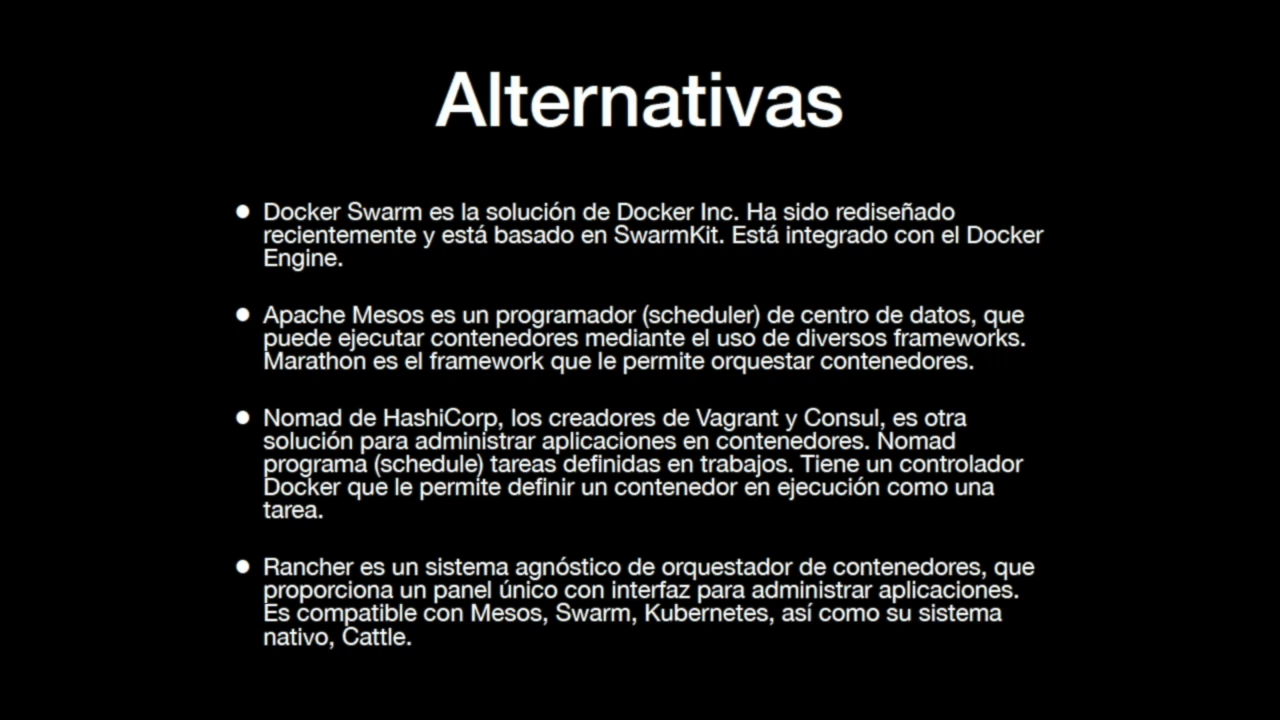 Alternativas
● Docker Swarm es la solución de Docker Inc. Ha sido rediseñado
recientemente y está basado en SwarmKit. Está integrado con el Docker
Engine.
● Apache Mesos es un programador (scheduler) de centro de datos, que
puede ejecutar contenedores mediante el uso de diversos frameworks.
Marathon es el framework que le permite orquestar contenedores.
● Nomad de HashiCorp, los creadores de Vagrant y Consul, es otra
solución para administrar aplicaciones en contenedores. Nomad
programa (schedule) tareas definidas en trabajos. Tiene un controlador
Docker que le permite definir un contenedor en ejecución como una
tarea.
● Rancher es un sistema agnóstico de orquestador de contenedores, que
proporciona un panel único con interfaz para administrar aplicaciones.
Es compatible con Mesos, Swarm, Kubernetes, así como su sistema
nativo, Cattle.